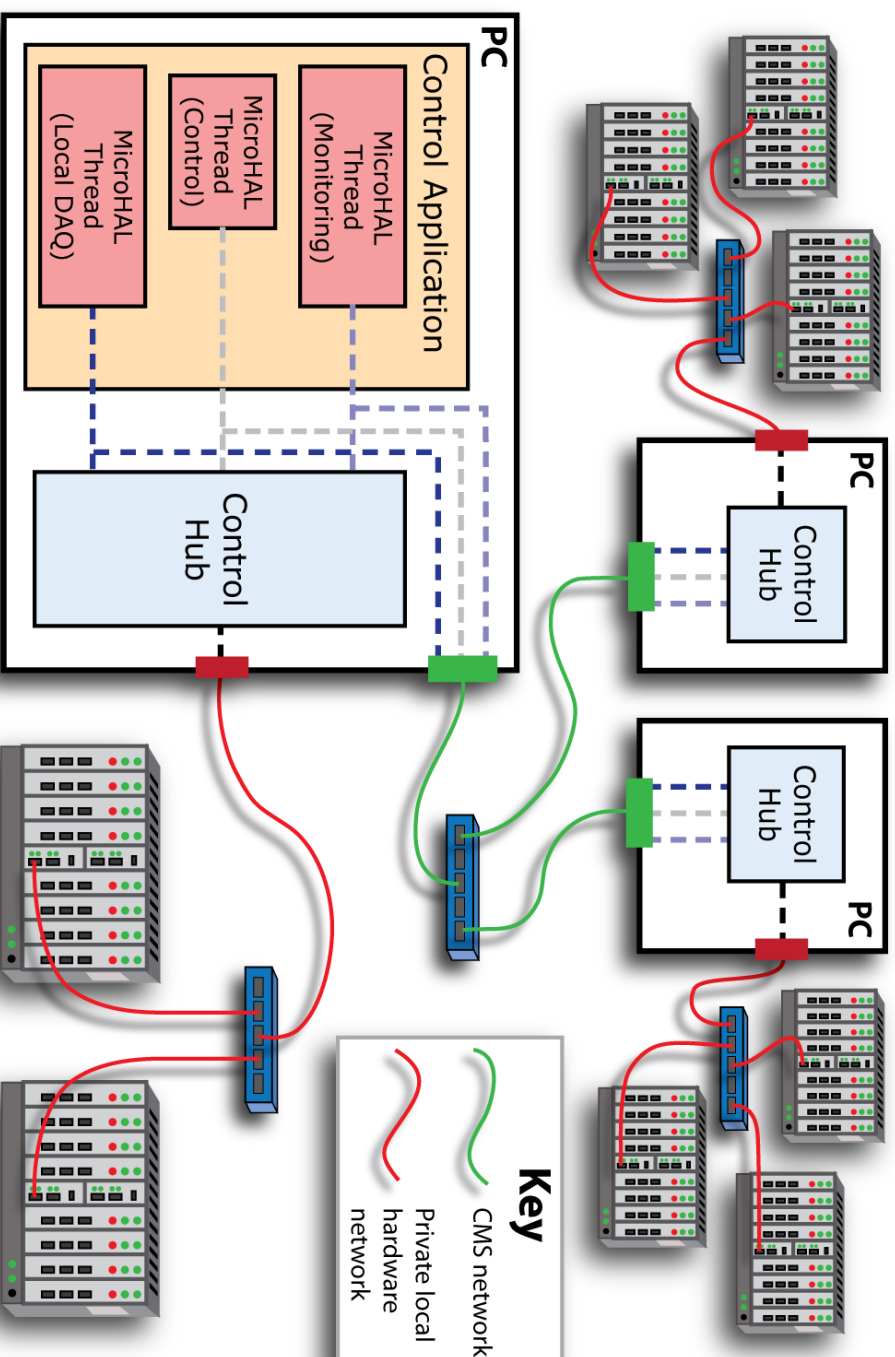 PC
Control
Hub
PC
Control
Hub
PC
Control Application
MicroHAL
Thread
(Monitoring)
MicroHAL
Thread
(Control)
MicroHAL
Thread
(Local DAQ)
Control
Hub
Key
CMS network
Private local
hardware
network